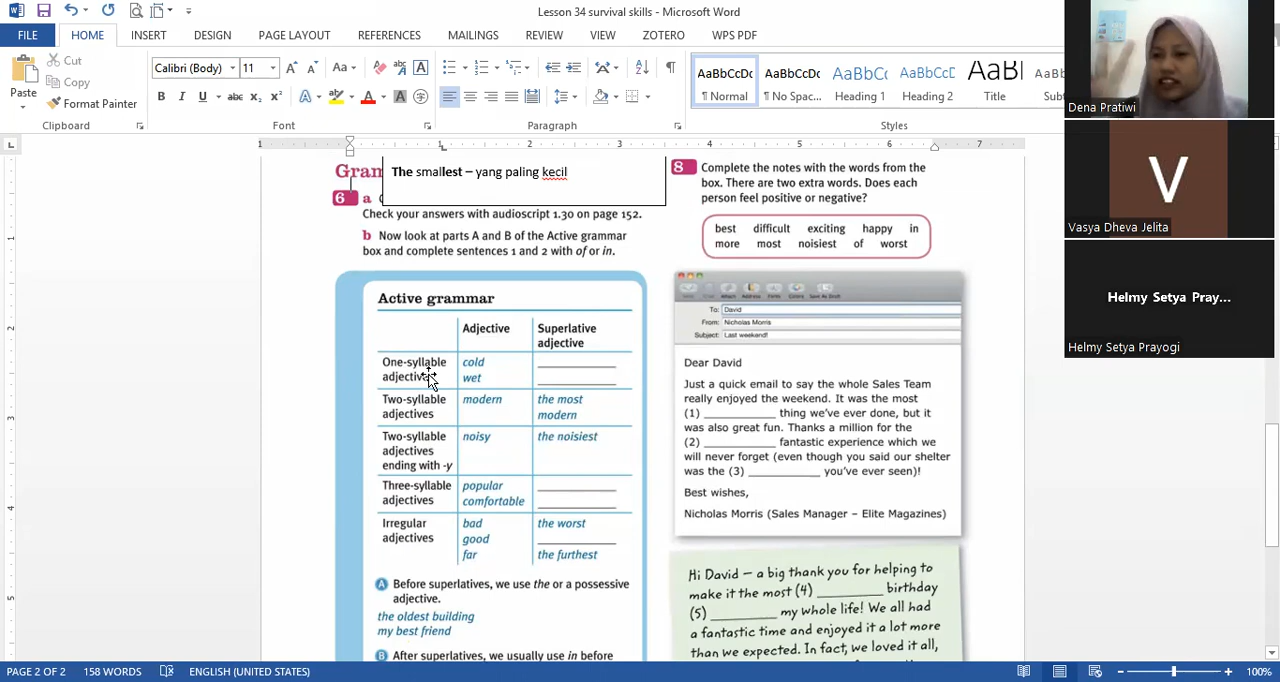 Lesson 34 survival skills - Microsoft Word
FILE HOME INSERT DESIGN PAGE LAYOUT REFERENCES MAILINGS REVIEW VIEW ZOTERO WPS PDF
Paste
Cut
Copy
Format Painter
Clipboard
Calibri (Body) 11
Font
Paragraph
AaBbCcDc AaBbCcDc AaBbCc AaBbCcC AaBl
¶ Normal ¶ No Spac... Heading 1 Heading 2 Title
Styles
Dena Pratiwi
V
Vasya Dheva Jelita
Helmy Setya Pray...
Helmy Setya Prayogi
The smallest – yang paling kecil
6 a
Check your answers with audioscript 1.30 on page 152.
b Now look at parts A and B of the Active grammar
box and complete sentences 1 and 2 with of or in.
Active grammar
Adjective Superlative adjective
One-syllable adjectives cold wet
Two-syllable adjectives modern the most modern
Two-syllable adjectives ending with -y noisy the noisiest
Three-syllable adjectives popular comfortable
Irregular adjectives bad the worst
good
far the furthest
A Before superlatives, we use the or a possessive
adjective.
the oldest building
my best friend
B After superlatives, we usually use in before
8 Complete the notes with the words from the
box. There are two extra words. Does each
person feel positive or negative?
best difficult exciting happy in
more most noisiest of worst
To: David
From: Nicholas Morris
Subject: Last weekend!
Dear David
Just a quick email to say the whole Sales Team
really enjoyed the weekend. It was the most
(1) ____________ thing we've ever done, but it
was also great fun. Thanks a million for the
(2) ____________ fantastic experience which we
will never forget (even though you said our shelter
was the (3) ____________ you've ever seen)!
Best wishes,
Nicholas Morris (Sales Manager – Elite Magazines)
Hi David – a big thank you for helping to
make it the most (4) __________ birthday
(5) __________ my whole life! We all had
a fantastic time and enjoyed it a lot more
than we expected. In fact, we loved it all,
PAGE 2 OF 2 158 WORDS ENGLISH (UNITED STATES) 100%